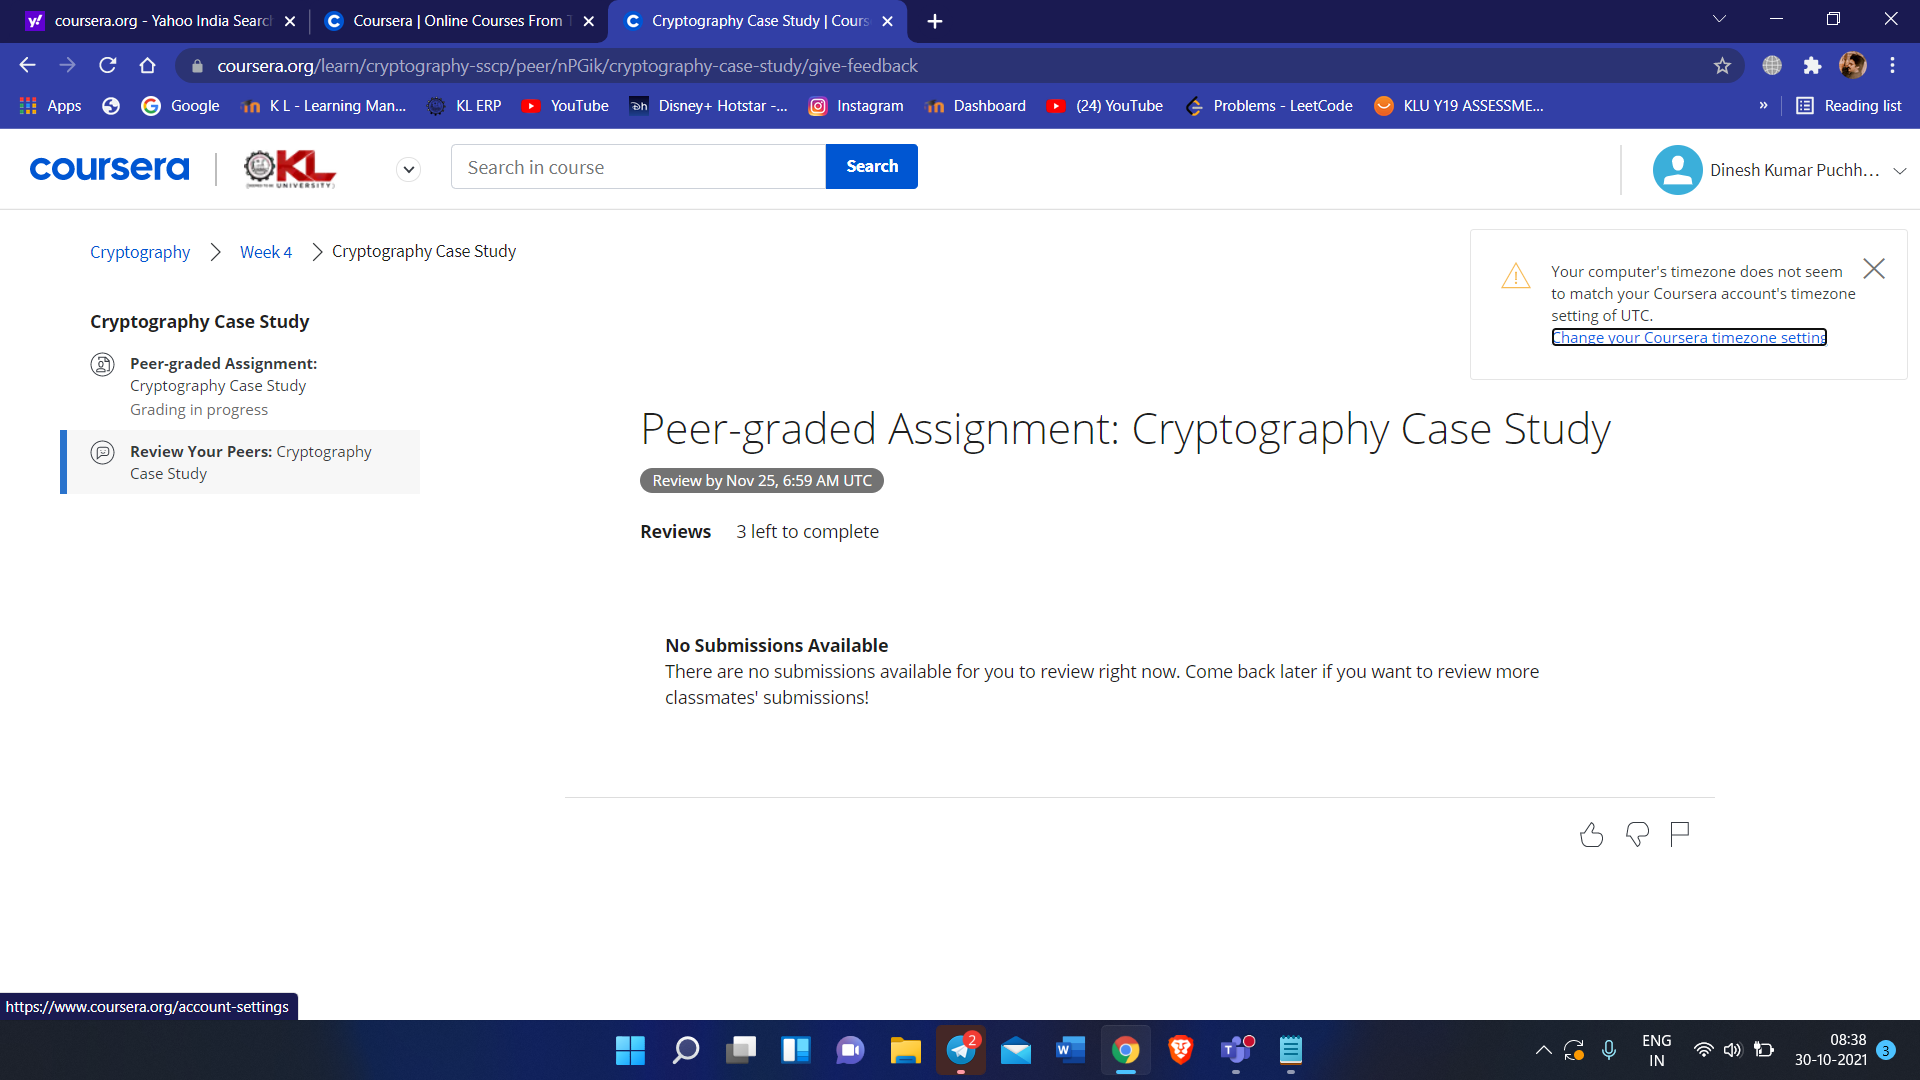 coursera.org - Yahoo India Search
Coursera | Online Courses From T
Cryptography Case Study | Cours
coursera.org/learn/cryptography-sscp/peer/nPGik/cryptography-case-study/give-feedback
Apps
Google
K L - Learning Man...
KL ERP
YouTube
Disney+ Hotstar -...
Instagram
Dashboard
(24) YouTube
Problems - LeetCode
KLU Y19 ASSESSME...
»
Reading list
coursera
KL
UNIVERSITY
Search in course
Search
Dinesh Kumar Puchh...
Cryptography
Week 4
Cryptography Case Study
Your computer's timezone does not seem
to match your Coursera account's timezone
setting of UTC.
Change your Coursera timezone setting
Cryptography Case Study
Peer-graded Assignment:
Cryptography Case Study
Grading in progress
Review Your Peers: Cryptography
Case Study
Peer-graded Assignment: Cryptography Case Study
Review by Nov 25, 6:59 AM UTC
Reviews 3 left to complete
No Submissions Available
There are no submissions available for you to review right now. Come back later if you want to review more
classmates' submissions!
https://www.coursera.org/account-settings
2
ENG
IN
08:38
30-10-2021
3